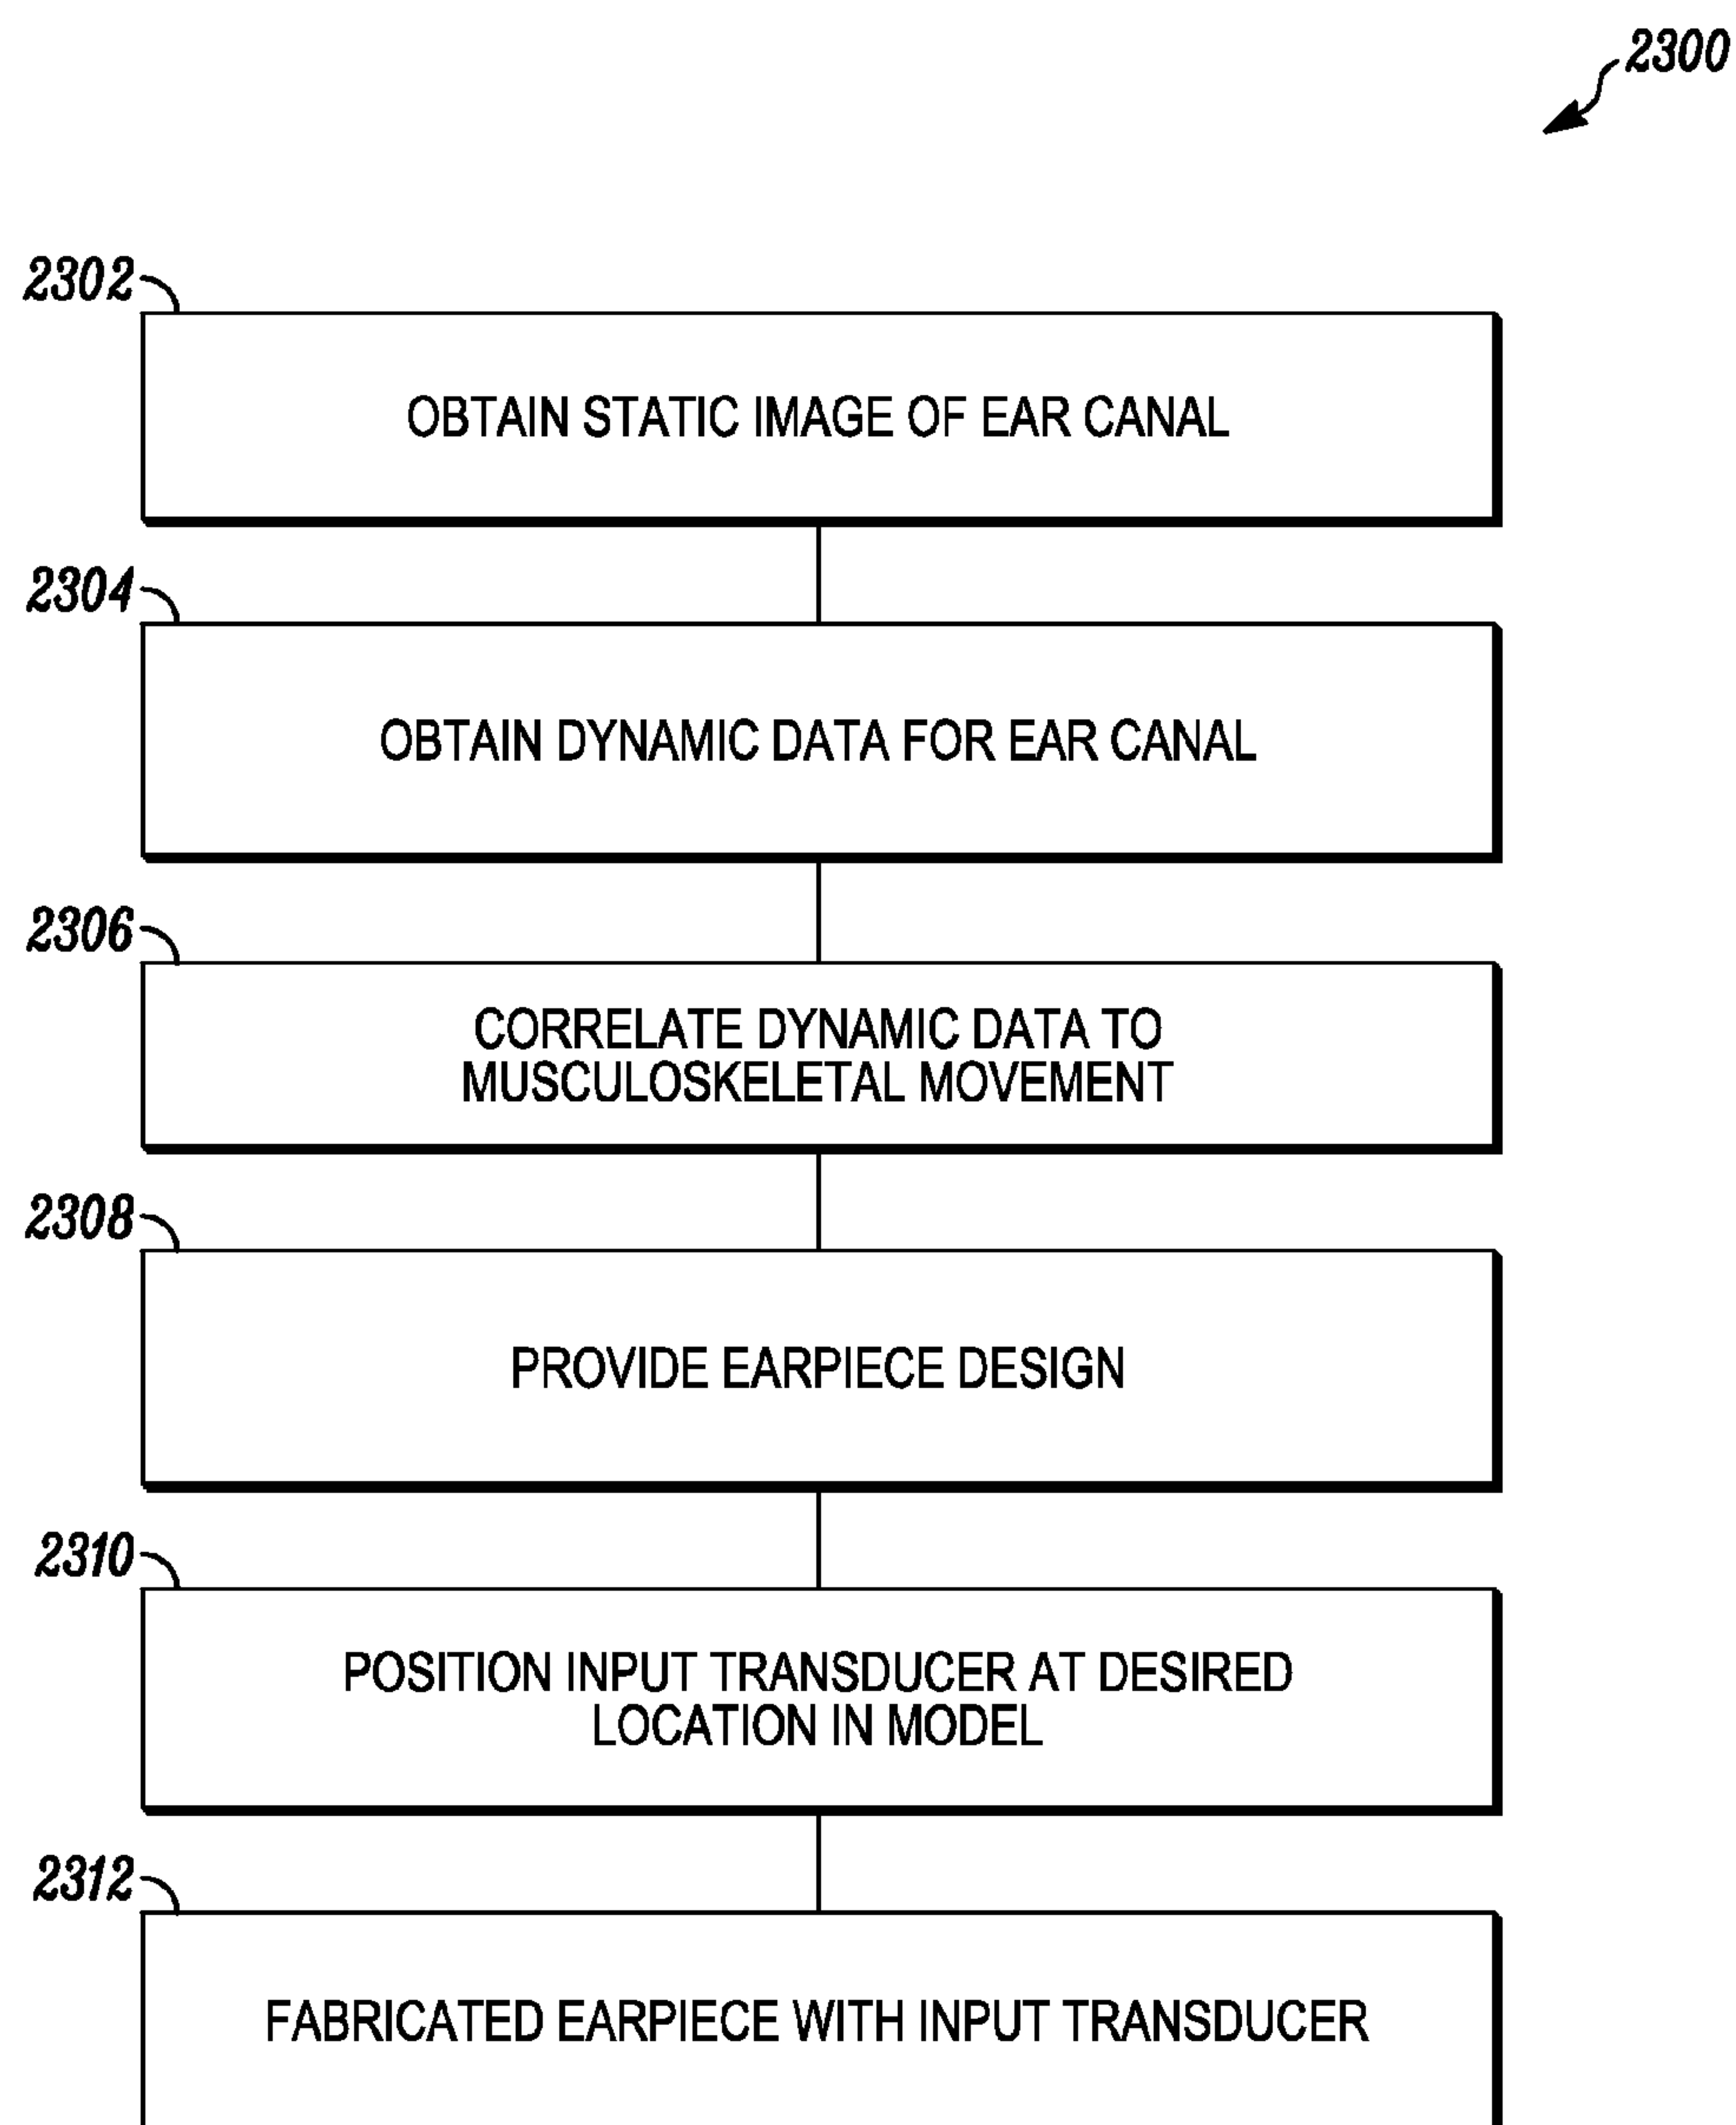 2300
2302
OBTAIN STATIC IMAGE OF EAR CANAL
2304
OBTAIN DYNAMIC DATA FOR EAR CANAL
2306
CORRELATE DYNAMIC DATA TO
MUSCULOSKELETAL MOVEMENT
2308
PROVIDE EARPIECE DESIGN
2310
POSITION INPUT TRANSDUCER AT DESIRED
LOCATION IN MODEL
2312
FABRICATED EARPIECE WITH INPUT TRANSDUCER